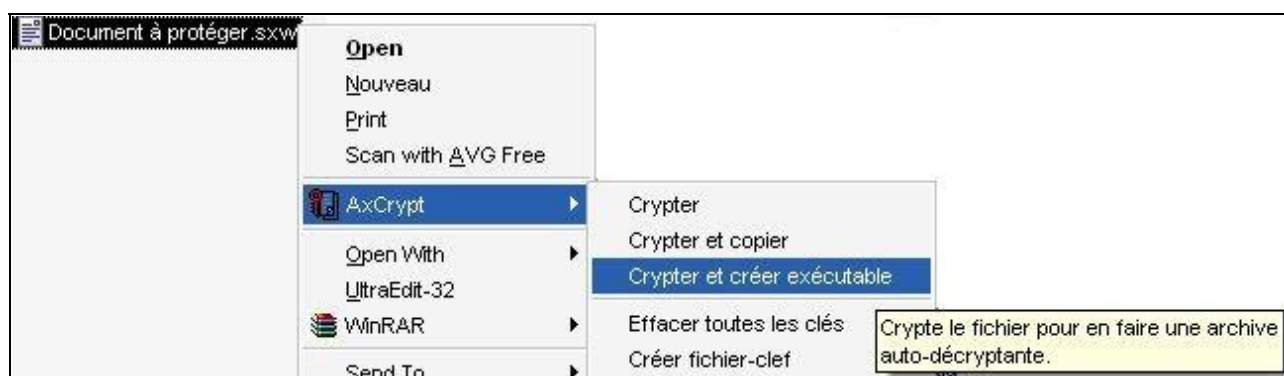 Document à protéger.sxw
Open
Nouveau
Print
Scan with AVG Free
AxCrypt
Open With
UltraEdit-32
WinRAR
Send To
Crypter
Crypter et copier
Crypter et créer exécutable
Effacer toutes les clés
Créer fichier-clef
Crypte le fichier pour en faire une archive
auto-décryptante.